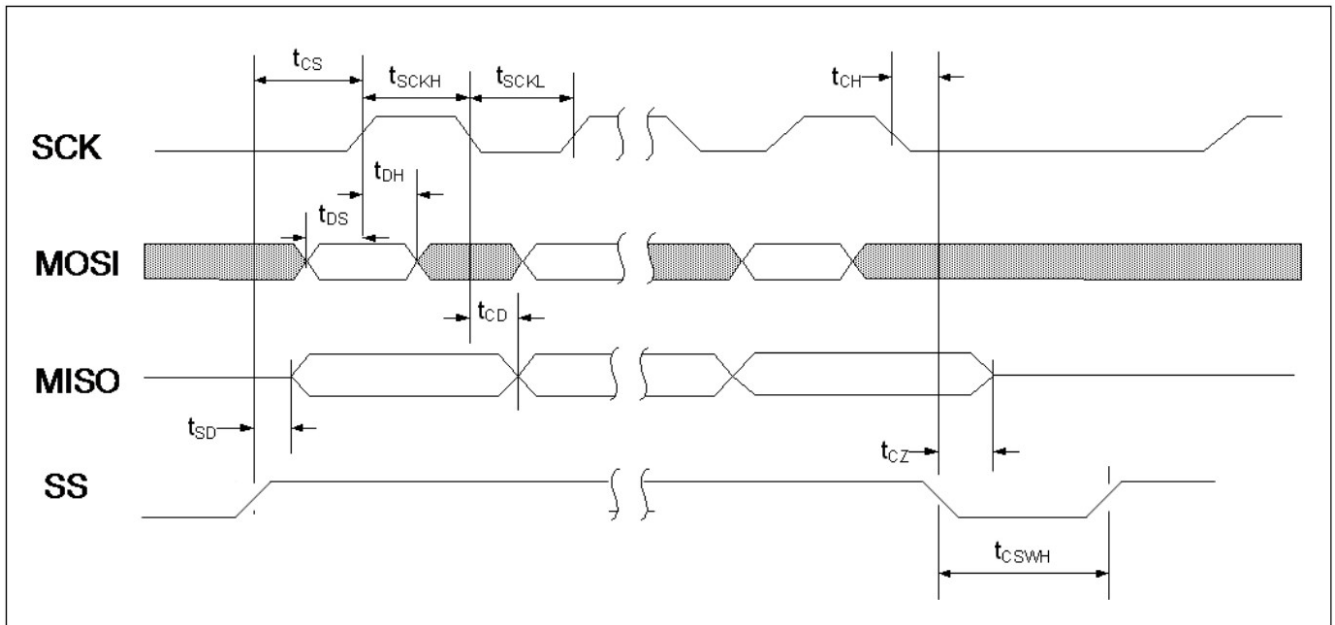 tCS
tSCKH
tSCKL
tCH
SCK
tDH
tDS
MOSI
tCD
MISO
tSD
tCZ
SS
tCSWH